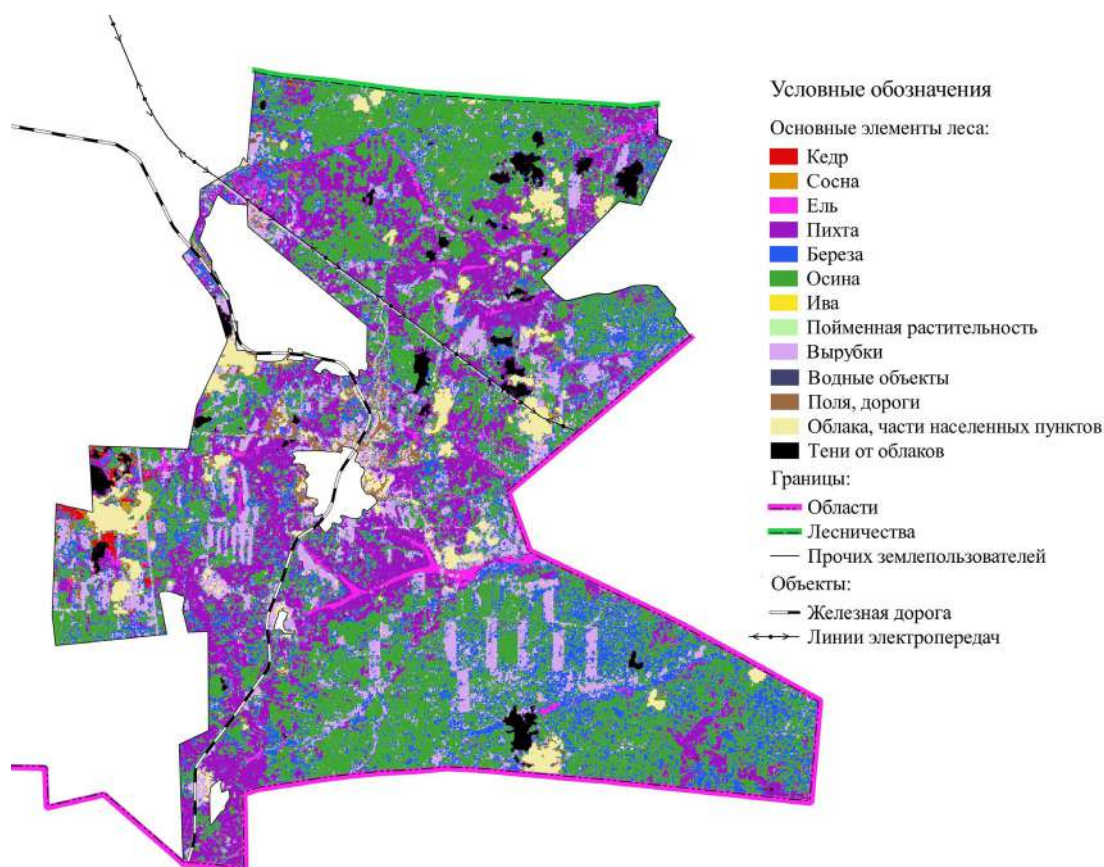 Условные обозначения
Основные элементы леса:
Кедр
Сосна
Ель
Пихта
Береза
Осина
Ива
Пойменная растительность
Вырубки
Водные объекты
Поля, дороги
Облака, части населенных пунктов
Тени от облаков
Границы:
Области
Лесничества
Прочих землепользователей
Объекты:
Железная дорога
Линии электропередач